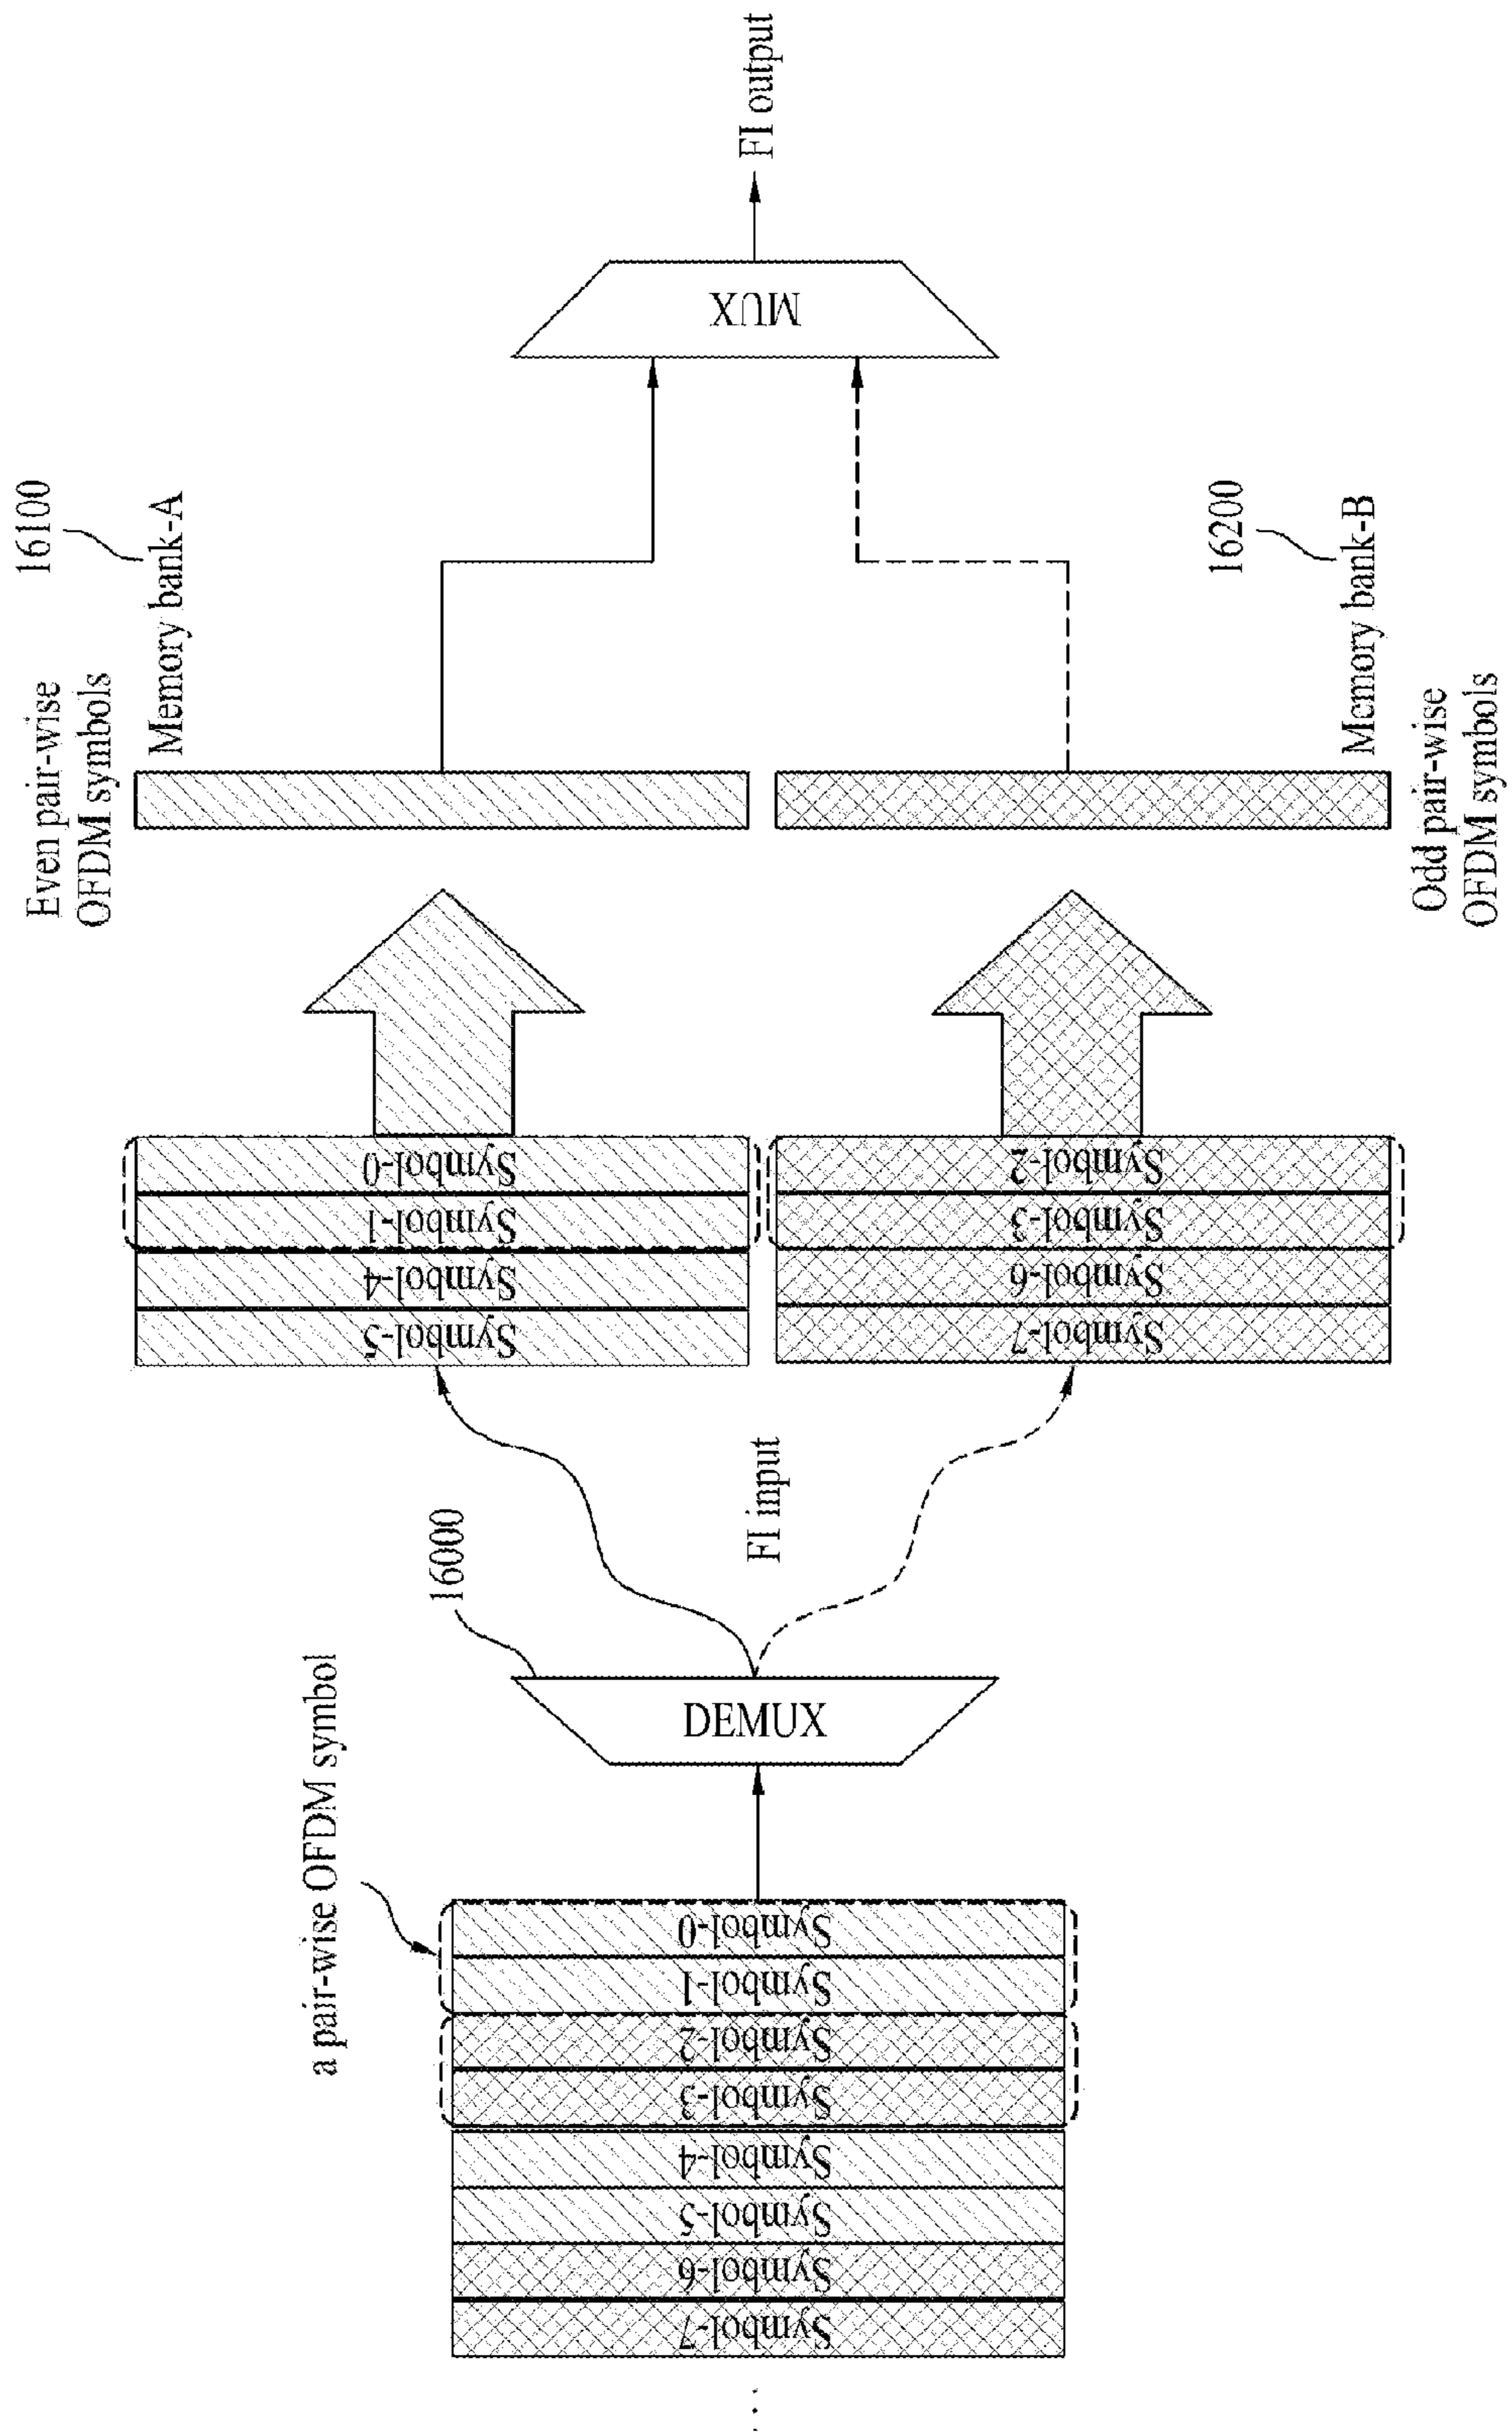 a pair-wise OFDM symbol
...
Symbol-7
Symbol-6
Symbol-5
Symbol-4
Symbol-3
Symbol-2
Symbol-1
Symbol-0
DEMUX
16000
FI input
Symbol-5
Symbol-4
Symbol-1
Symbol-0
Symbol-7
Symbol-6
Symbol-3
Symbol-2
Even pair-wise
OFDM symbols
Memory bank-A
16100
Odd pair-wise
OFDM symbols
Memory bank-B
16200
MUX
FI output